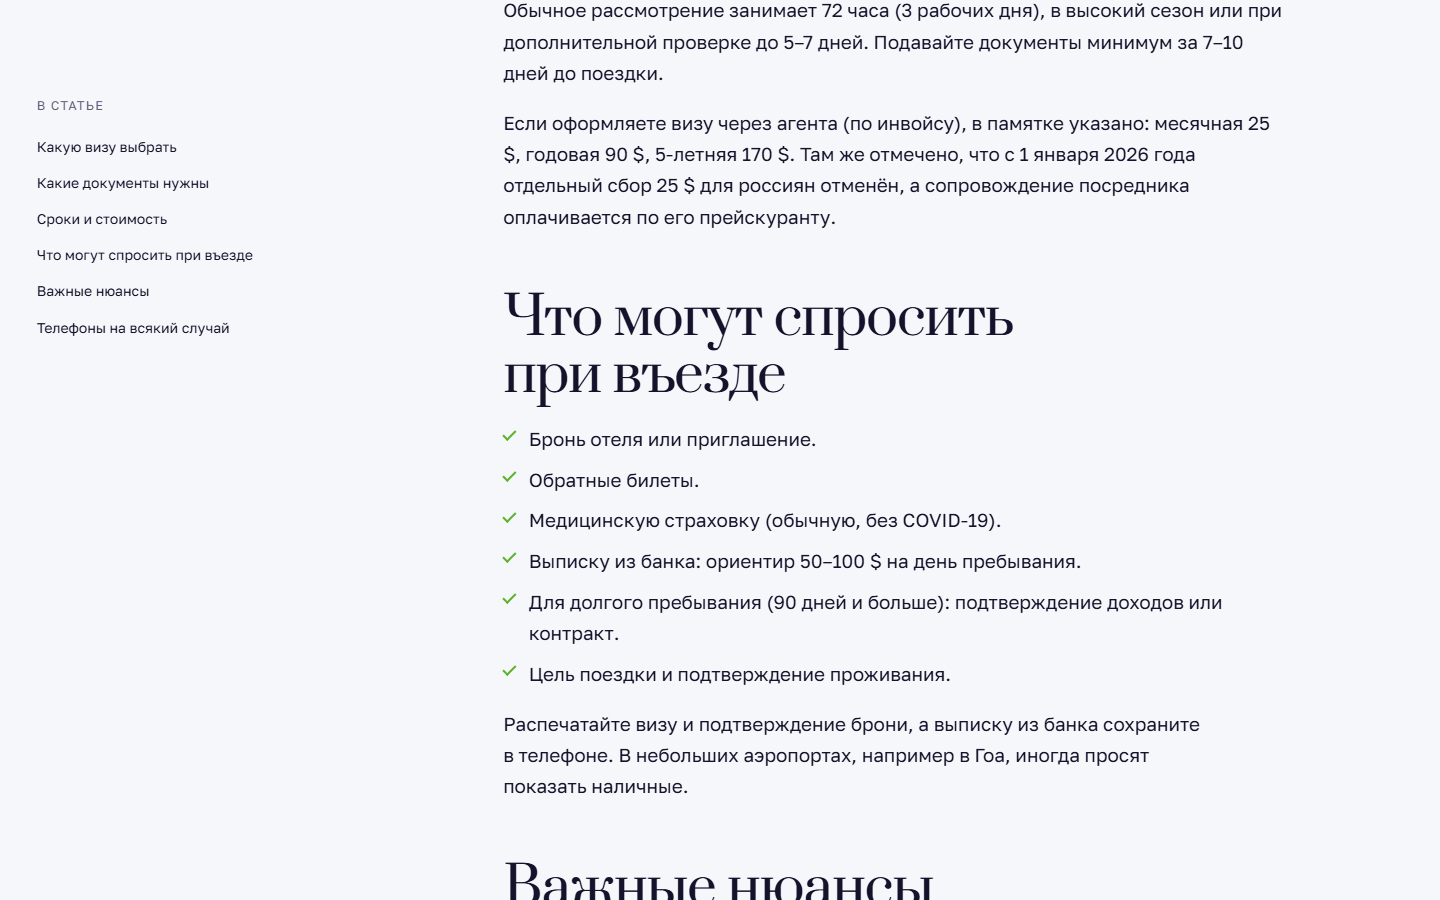 Обычное рассмотрение занимает 72 часа (3 рабочих дня), в высокий сезон или при
дополнительной проверке до 5–7 дней. Подавайте документы минимум за 7–10
дней до поездки.
В СТАТЬЕ
Какую визу выбрать
Какие документы нужны
Сроки и стоимость
Что могут спросить при въезде
Важные нюансы
Телефоны на всякий случай
Если оформляете визу через агента (по инвойсу), в памятке указано: месячная 25
$, годовая 90 $, 5-летняя 170 $. Там же отмечено, что с 1 января 2026 года
отдельный сбор 25 $ для россиян отменён, а сопровождение посредника
оплачивается по его прейскуранту.
Что могут спросить
при въезде
Бронь отеля или приглашение.
Обратные билеты.
Медицинскую страховку (обычную, без COVID-19).
Выписку из банка: ориентир 50–100 $ на день пребывания.
Для долгого пребывания (90 дней и больше): подтверждение доходов или
контракт.
Цель поездки и подтверждение проживания.
Распечатайте визу и подтверждение брони, а выписку из банка сохраните
в телефоне. В небольших аэропортах, например в Гоа, иногда просят
показать наличные.
Важные нюансы